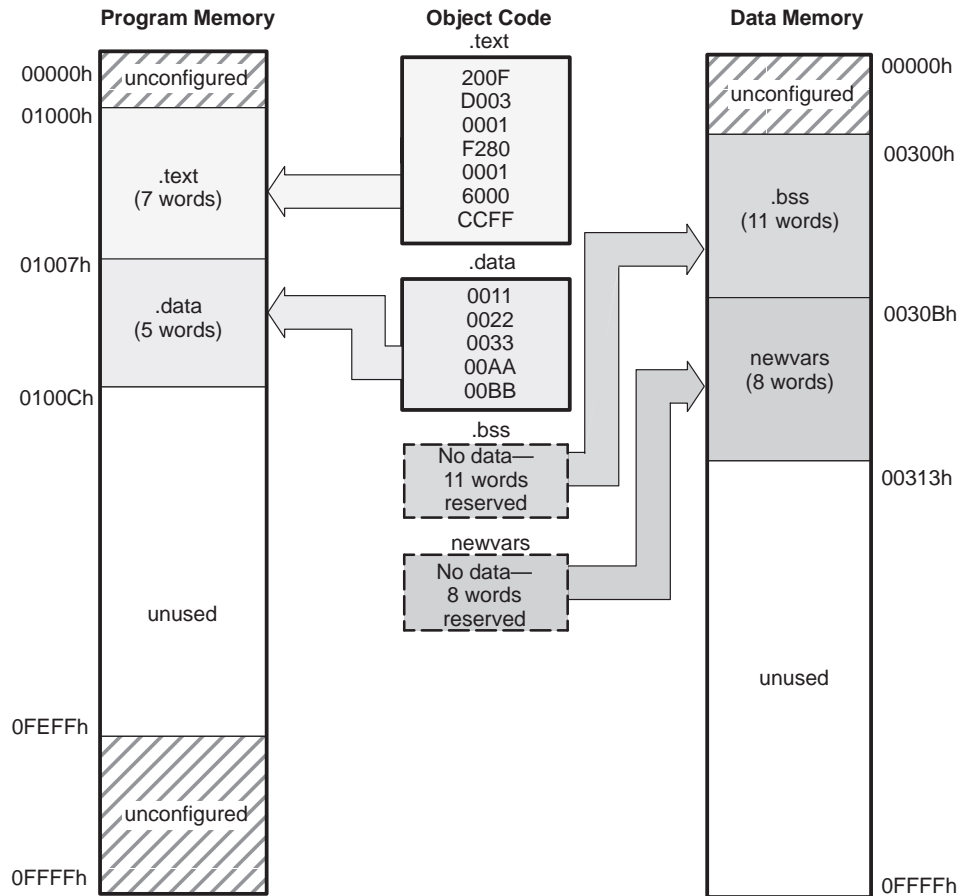 Program Memory
00000h
unconfigured
01000h
.text
(7 words)
01007h
.data
(5 words)
0100Ch
unused
0FEFFh
unconfigured
0FFFFh
Object Code
.text
200F
D003
0001
F280
0001
6000
CCFF
.data
0011
0022
0033
00AA
00BB
.bss
No data—
11 words
reserved
newvars
No data—
8 words
reserved
Data Memory
00000h
unconfigured
00300h
.bss
(11 words)
0030Bh
newvars
(8 words)
00313h
unused
0FFFFh